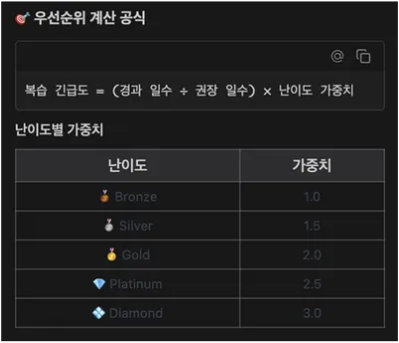 🎯 우선순위 계산 공식
복습 긴급도 = (경과 일수 ÷ 권장 일수) × 난이도 가중치
난이도별 가중치
난이도 가중치
🥉 Bronze 1.0
🥈 Silver 1.5
🥇 Gold 2.0
💎 Platinum 2.5
💠 Diamond 3.0